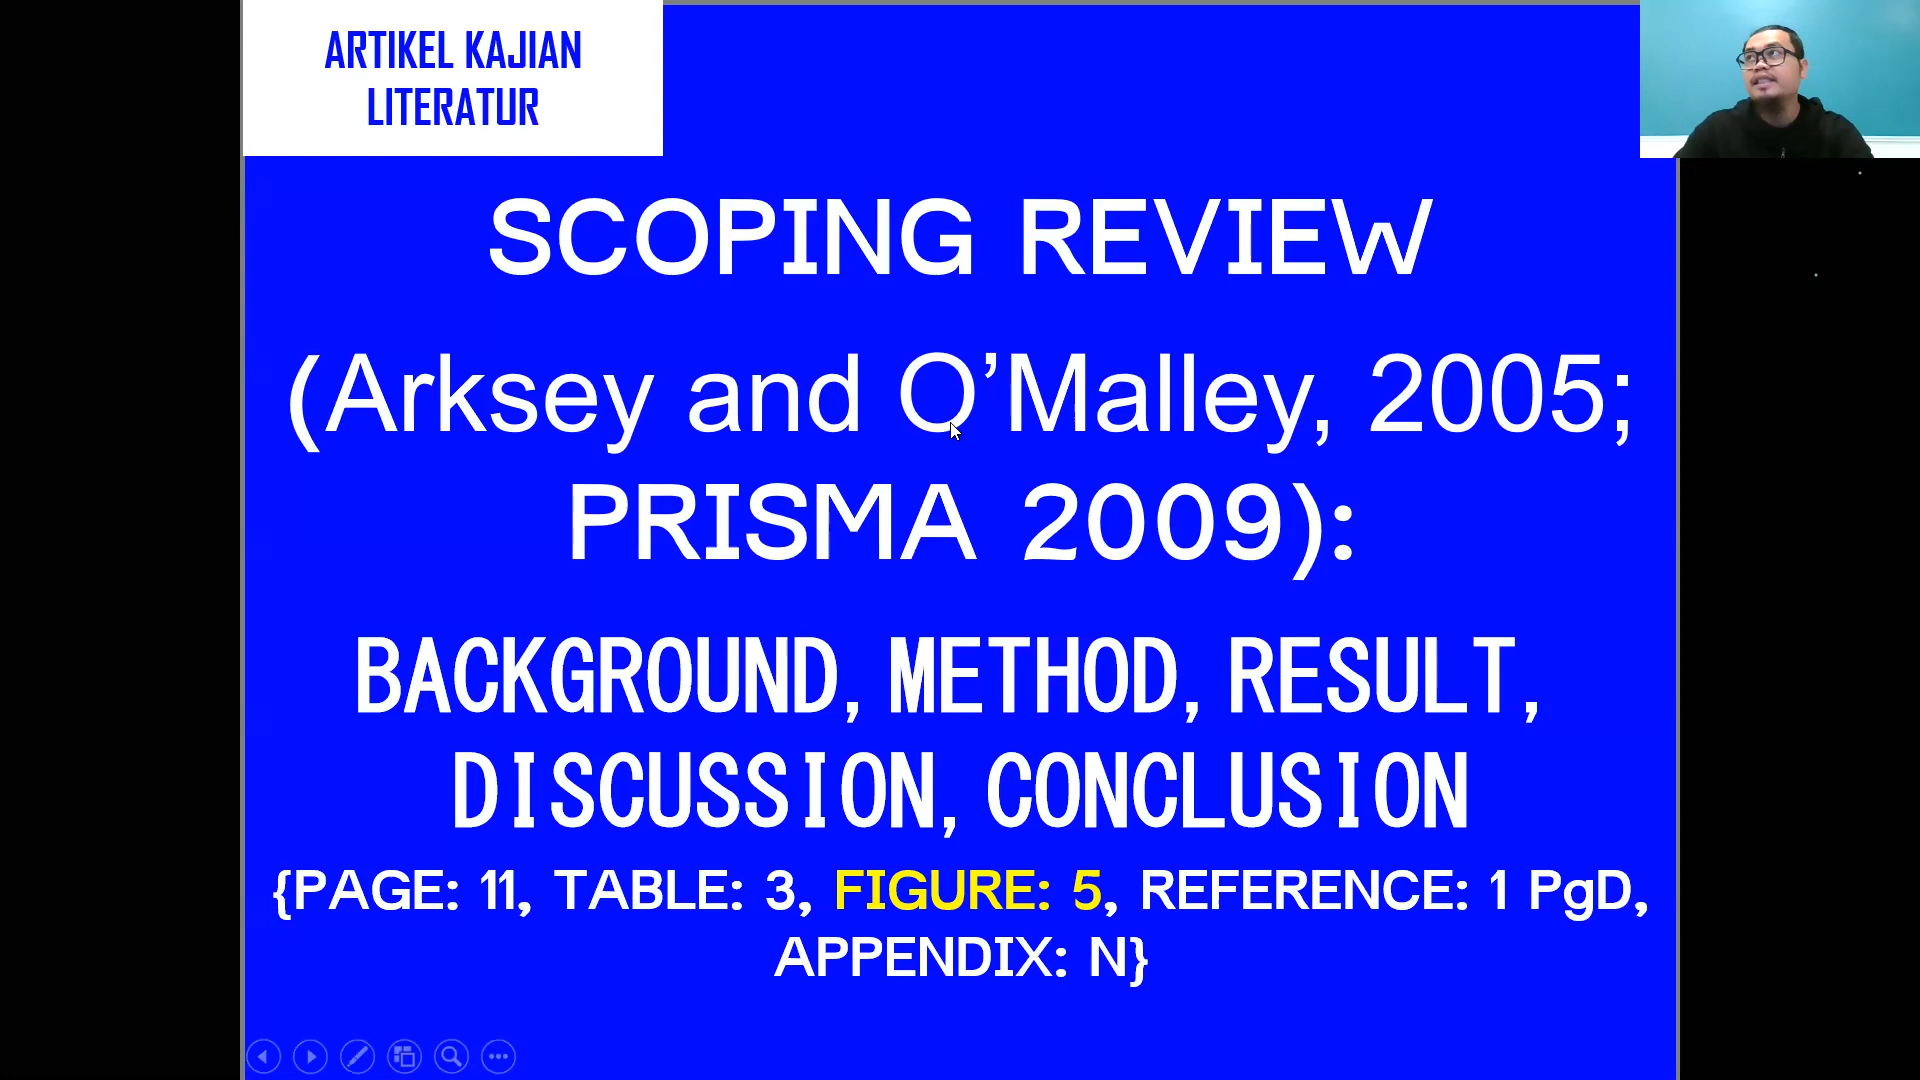 ARTIKEL KAJIAN
LITERATUR
SCOPING REVIEW
(Arksey and O’Malley, 2005;
PRISMA 2009):
BACKGROUND, METHOD, RESULT,
DISCUSSION, CONCLUSION
{PAGE: 11, TABLE: 3, FIGURE: 5, REFERENCE: 1 PgD,
APPENDIX: N}